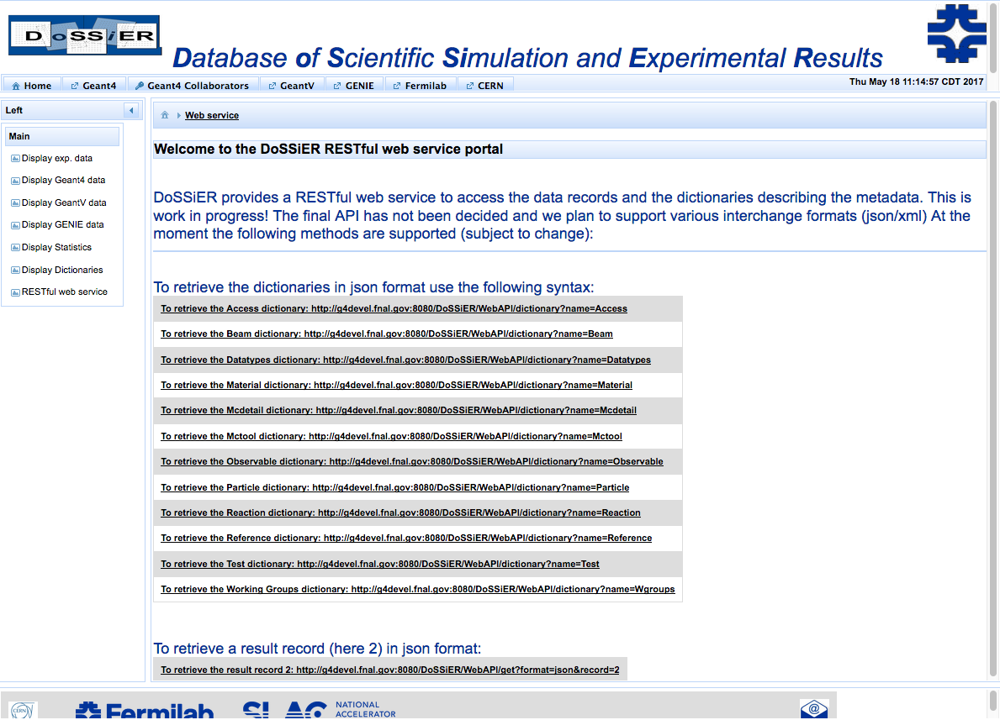 DoSSiER
Database of Scientific Simulation and Experimental Results
Home Geant4 Geant4 Collaborators GeantV GENIE Fermilab CERN
Thu May 18 11:14:57 CDT 2017
Left
Main
Display exp. data
Display Geant4 data
Display GeantV data
Display GENIE data
Display Statistics
Display Dictionaries
RESTful web service
Web service
Welcome to the DoSSiER RESTful web service portal
DoSSiER provides a RESTful web service to access the data records and the dictionaries describing the metadata. This is
work in progress! The final API has not been decided and we plan to support various interchange formats (json/xml) At the
moment the following methods are supported (subject to change):
To retrieve the dictionaries in json format use the following syntax:
To retrieve the Access dictionary: http://g4devel.fnal.gov:8080/DoSSiER/WebAPI/dictionary?name=Access
To retrieve the Beam dictionary: http://g4devel.fnal.gov:8080/DoSSiER/WebAPI/dictionary?name=Beam
To retrieve the Datatypes dictionary: http://g4devel.fnal.gov:8080/DoSSiER/WebAPI/dictionary?name=Datatypes
To retrieve the Material dictionary: http://g4devel.fnal.gov:8080/DoSSiER/WebAPI/dictionary?name=Material
To retrieve the Mcdetail dictionary: http://g4devel.fnal.gov:8080/DoSSiER/WebAPI/dictionary?name=Mcdetail
To retrieve the Mctool dictionary: http://g4devel.fnal.gov:8080/DoSSiER/WebAPI/dictionary?name=Mctool
To retrieve the Observable dictionary: http://g4devel.fnal.gov:8080/DoSSiER/WebAPI/dictionary?name=Observable
To retrieve the Particle dictionary: http://g4devel.fnal.gov:8080/DoSSiER/WebAPI/dictionary?name=Particle
To retrieve the Reaction dictionary: http://g4devel.fnal.gov:8080/DoSSiER/WebAPI/dictionary?name=Reaction
To retrieve the Reference dictionary: http://g4devel.fnal.gov:8080/DoSSiER/WebAPI/dictionary?name=Reference
To retrieve the Test dictionary: http://g4devel.fnal.gov:8080/DoSSiER/WebAPI/dictionary?name=Test
To retrieve the Working Groups dictionary: http://g4devel.fnal.gov:8080/DoSSiER/WebAPI/dictionary?name=Wgroups
To retrieve a result record (here 2) in json format:
To retrieve the result record 2: http://g4devel.fnal.gov:8080/DoSSiER/WebAPI/get?format=json&record=2
CERN
Fermilab
SLAC
NATIONAL
ACCELERATOR